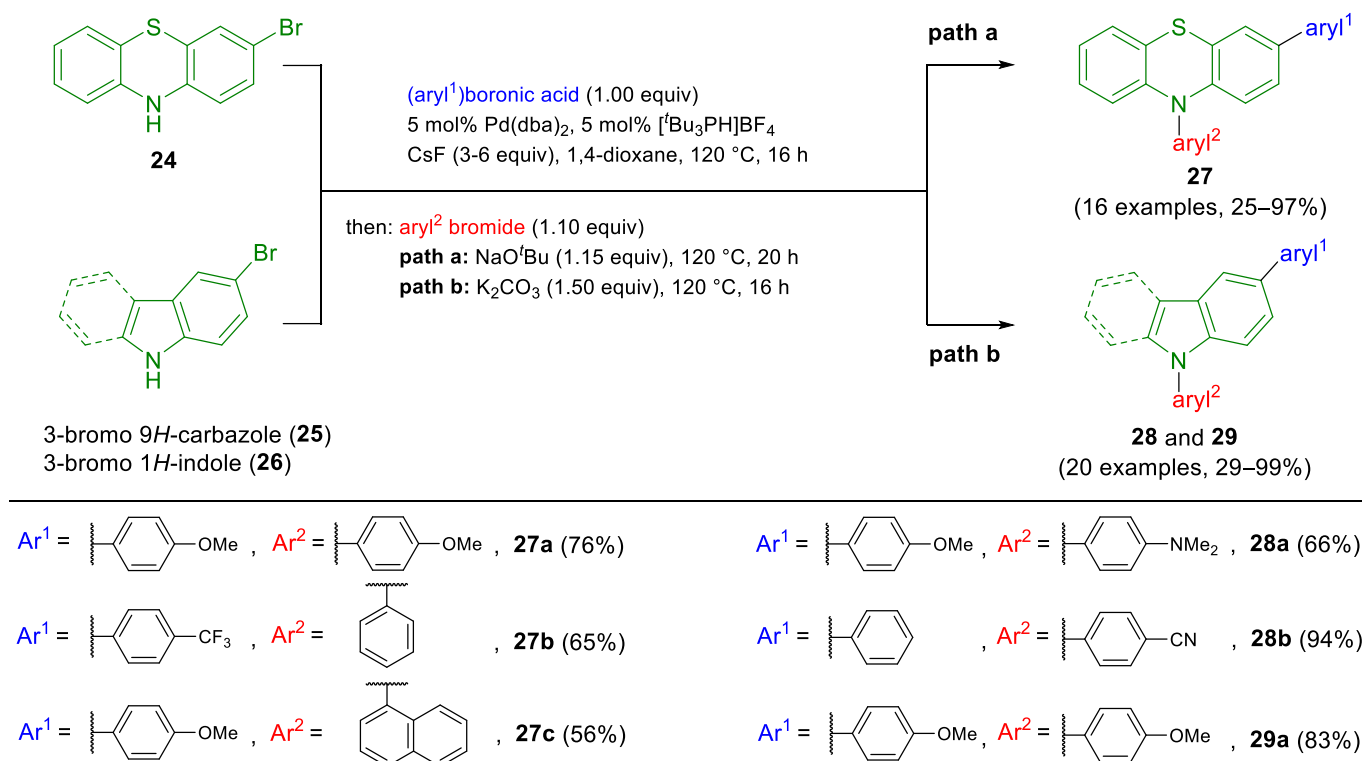 S
Br
N
H
24
Br
N
H
3-bromo 9H-carbazole (25)
3-bromo 1H-indole (26)
(aryl¹)boronic acid (1.00 equiv)
5 mol% Pd(dba)₂, 5 mol% [ᵗBu₃PH]BF₄
CsF (3-6 equiv), 1,4-dioxane, 120 °C, 16 h
then: aryl² bromide (1.10 equiv)
path a: NaOᵗBu (1.15 equiv), 120 °C, 20 h
path b: K₂CO₃ (1.50 equiv), 120 °C, 16 h
path a
path b
S
aryl¹
N
aryl²
27
(16 examples, 25–97%)
aryl¹
N
aryl²
28 and 29
(20 examples, 29–99%)
Ar¹ = OMe , Ar² = OMe , 27a (76%)
Ar¹ = CF₃ , Ar² = , 27b (65%)
Ar¹ = OMe , Ar² = , 27c (56%)
Ar¹ = OMe , Ar² = NMe₂ , 28a (66%)
Ar¹ = , Ar² = CN , 28b (94%)
Ar¹ = OMe , Ar² = OMe , 29a (83%)